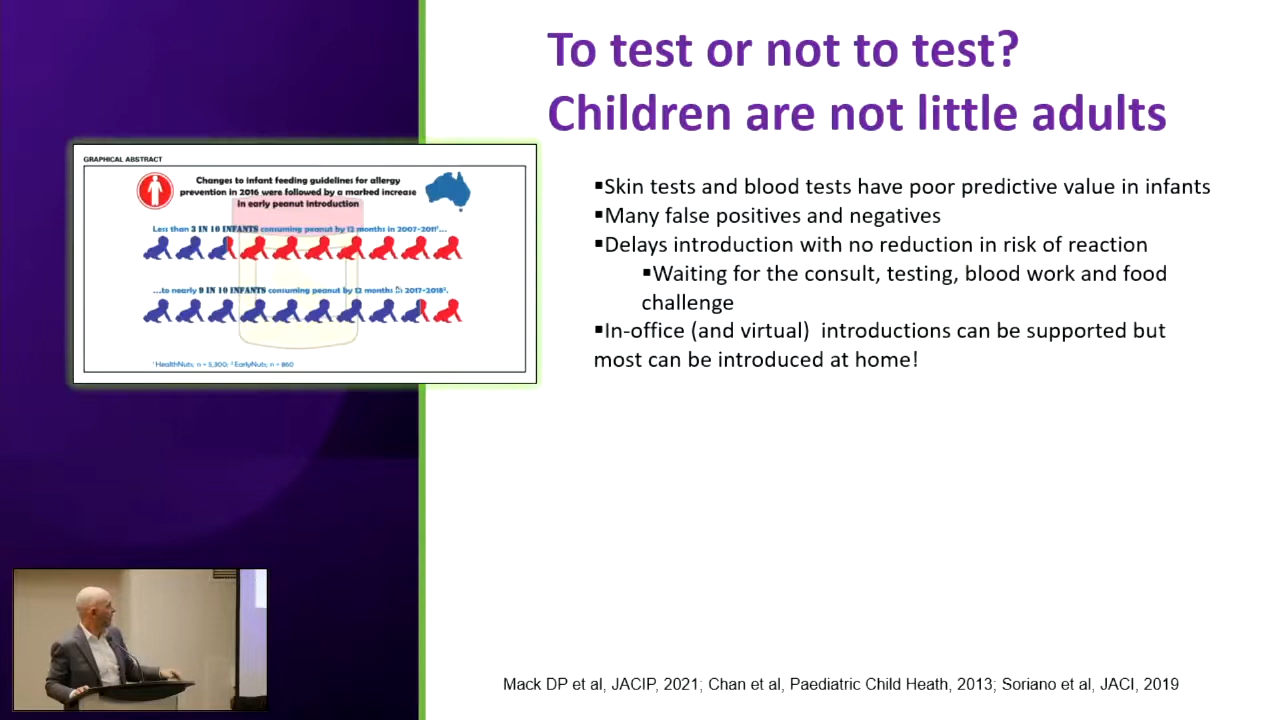 To test or not to test?
Children are not little adults
GRAPHICAL ABSTRACT
Changes to infant feeding guidelines for allergy
prevention in 2016 were followed by a marked increase
in early peanut introduction
Less than 3 IN 10 INFANTS consuming peanut by 12 months in 2007-2011¹...
...to nearly 9 IN 10 INFANTS consuming peanut by 12 months in 2017-2018².
¹HealthNuts; n = 5,300; ²EarlyNuts; n = 860
▪Skin tests and blood tests have poor predictive value in infants
▪Many false positives and negatives
▪Delays introduction with no reduction in risk of reaction
▪Waiting for the consult, testing, blood work and food
challenge
▪In-office (and virtual) introductions can be supported but
most can be introduced at home!
Mack DP et al, JACIP, 2021; Chan et al, Paediatric Child Heath, 2013; Soriano et al, JACI, 2019